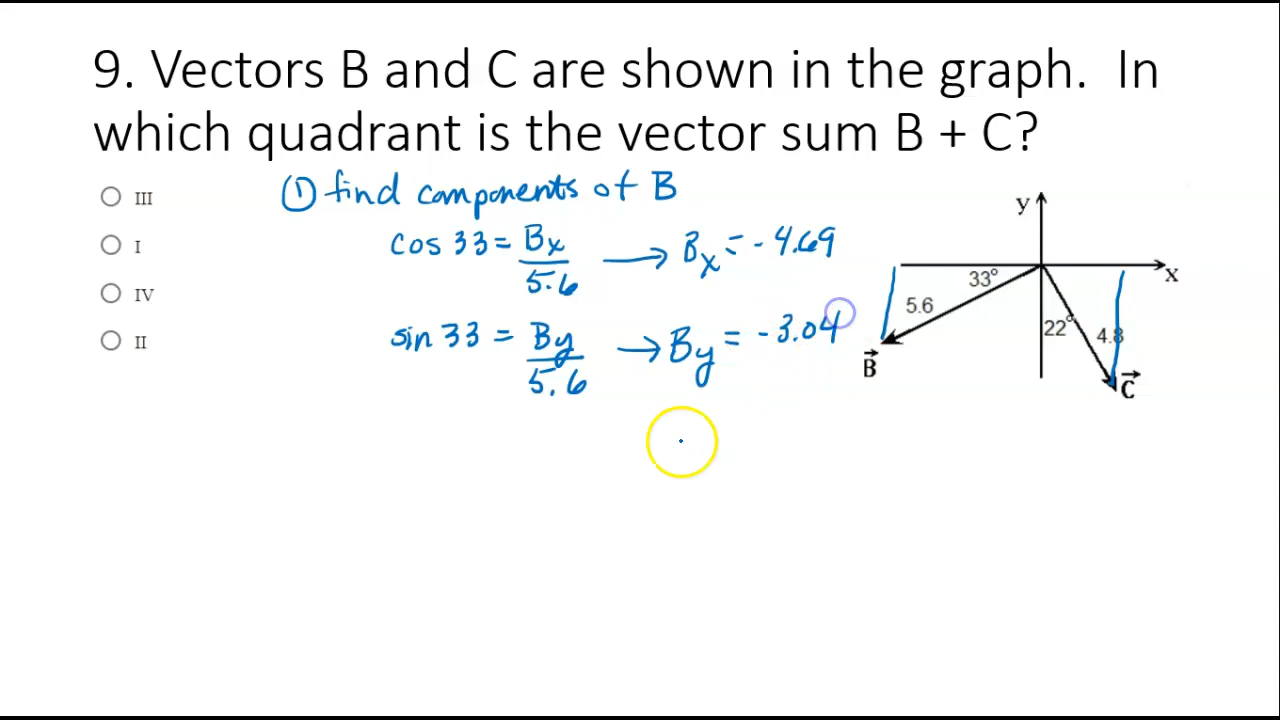 9. Vectors B and C are shown in the graph. In
which quadrant is the vector sum B + C?
III
I
IV
II
① find components of B
cos 33 = Bx/5.6 → Bx = -4.69
sin 33 = By/5.6 → By = -3.04
y
x
33°
5.6
22°
4.8
B⃗
C⃗